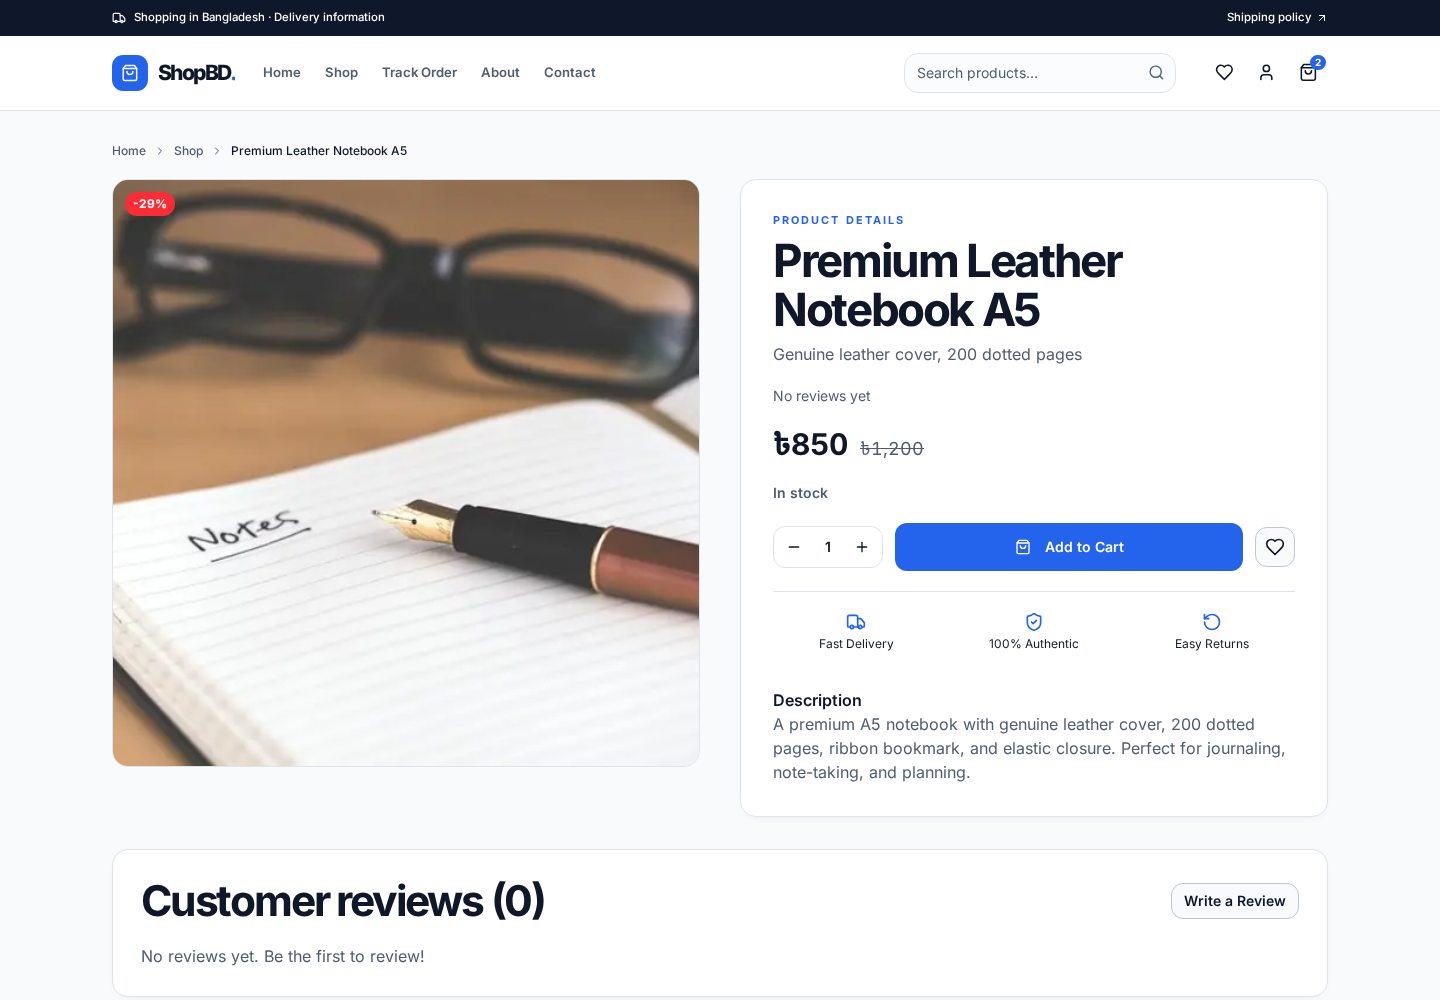 Shopping in Bangladesh · Delivery information
Shipping policy
ShopBD.
Home
Shop
Track Order
About
Contact
Search products...
2
Home
Shop
Premium Leather Notebook A5
-29%
Notes
PRODUCT DETAILS
Premium Leather
Notebook A5
Genuine leather cover, 200 dotted pages
No reviews yet
৳850 ৳1,200
In stock
1
Add to Cart
Fast Delivery
100% Authentic
Easy Returns
Description
A premium A5 notebook with genuine leather cover, 200 dotted
pages, ribbon bookmark, and elastic closure. Perfect for journaling,
note-taking, and planning.
Customer reviews (0)
Write a Review
No reviews yet. Be the first to review!